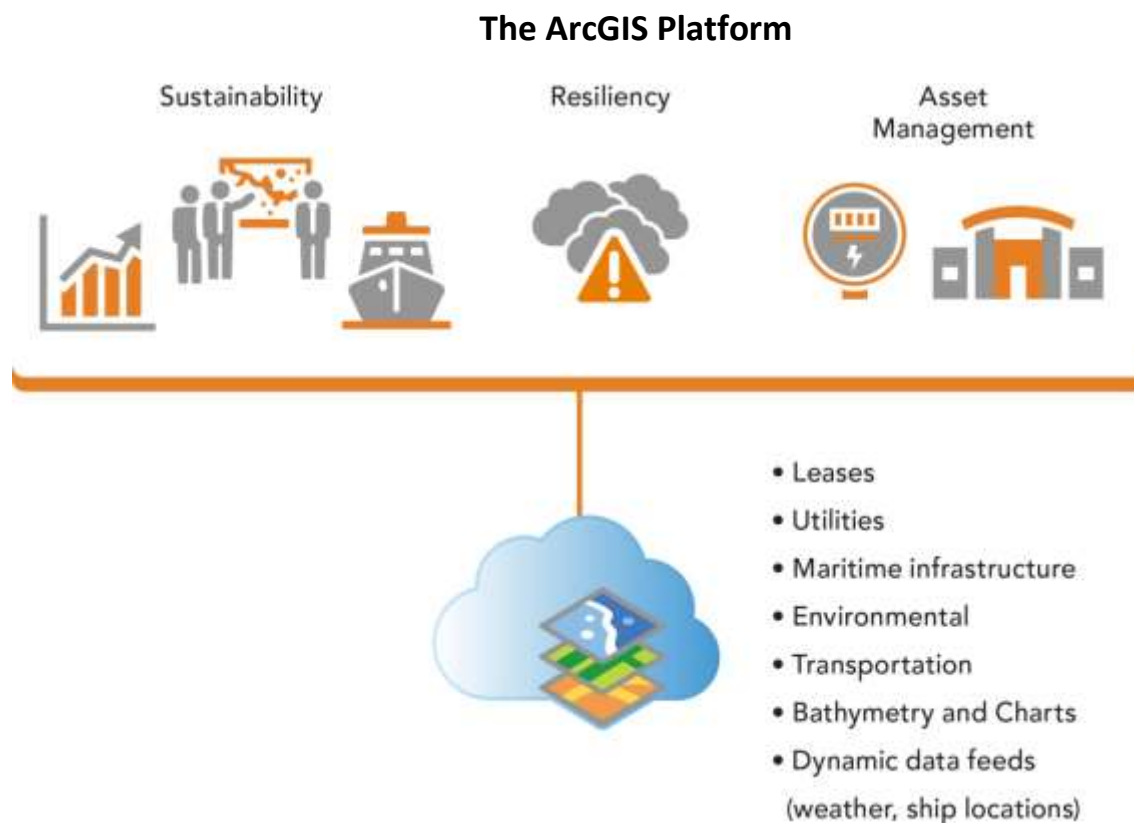 The ArcGIS Platform
Sustainability
Resiliency
Asset
Management
• Leases
• Utilities
• Maritime infrastructure
• Environmental
• Transportation
• Bathymetry and Charts
• Dynamic data feeds
(weather, ship locations)